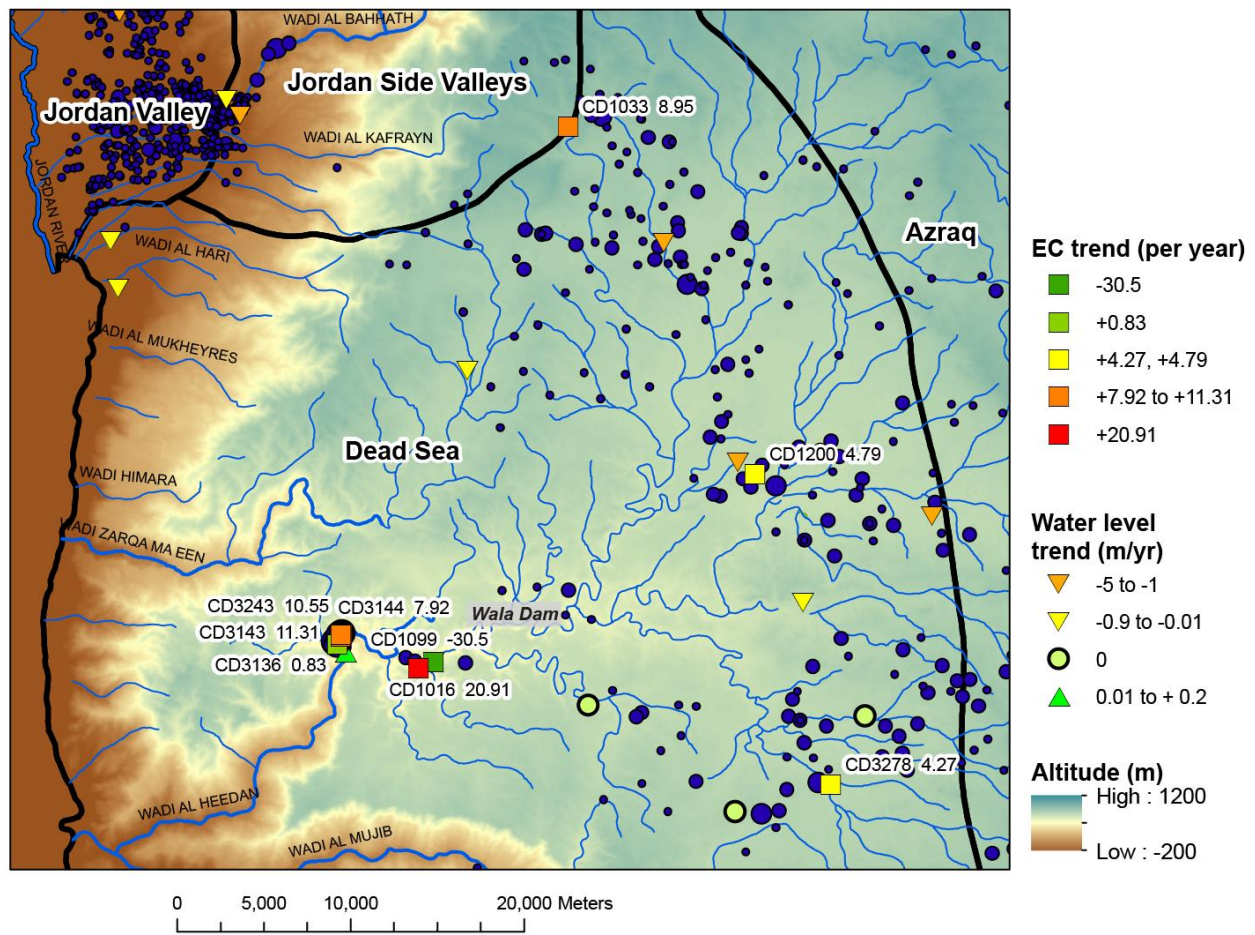 WADI AL BAHHATH
Jordan Side Valleys
Jordan Valley
CD1033 8.95
WADI AL KAFRAYN
JORDAN RIVER
Azraq
WADI AL HARI
WADI AL MUKHEYRES
Dead Sea
CD1200 4.79
WADI HIMARA
WADI ZARQA MA EEN
CD3243 10.55 CD3144 7.92
Wala Dam
CD3143 11.31 CD1099 -30.5
CD3136 0.83
CD1016 20.91
CD3278 4.27
WADI AL HEEDAN
WADI AL MUJIB
EC trend (per year)
-30.5
+0.83
+4.27, +4.79
+7.92 to +11.31
+20.91
Water level
trend (m/yr)
-5 to -1
-0.9 to -0.01
0
0.01 to + 0.2
Altitude (m)
High : 1200
Low : -200
0 5,000 10,000 20,000 Meters